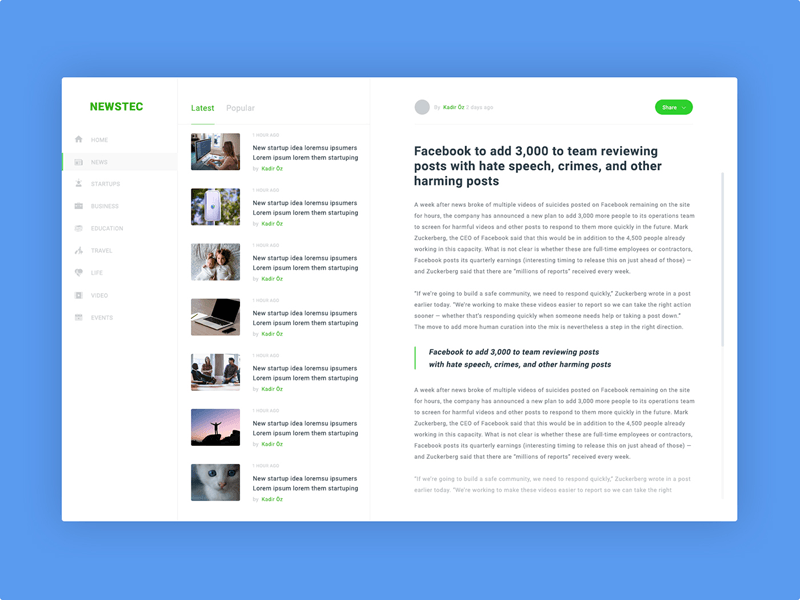 NEWSTEC
HOME
NEWS
STARTUPS
BUSINESS
EDUCATION
TRAVEL
LIFE
VIDEO
EVENTS
Latest Popular
1 HOUR AGO
New startup idea loremsu ipsumers
Lorem ipsum lorem them startuping
by Kadir Öz
1 HOUR AGO
New startup idea loremsu ipsumers
Lorem ipsum lorem them startuping
by Kadir Öz
1 HOUR AGO
New startup idea loremsu ipsumers
Lorem ipsum lorem them startuping
by Kadir Öz
1 HOUR AGO
New startup idea loremsu ipsumers
Lorem ipsum lorem them startuping
by Kadir Öz
1 HOUR AGO
New startup idea loremsu ipsumers
Lorem ipsum lorem them startuping
by Kadir Öz
1 HOUR AGO
New startup idea loremsu ipsumers
Lorem ipsum lorem them startuping
by Kadir Öz
1 HOUR AGO
New startup idea loremsu ipsumers
Lorem ipsum lorem them startuping
by Kadir Öz
By Kadir Öz 2 days ago
Share
Facebook to add 3,000 to team reviewing
posts with hate speech, crimes, and other
harming posts
A week after news broke of multiple videos of suicides posted on Facebook remaining on the site
for hours, the company has announced a new plan to add 3,000 more people to its operations team
to screen for harmful videos and other posts to respond to them more quickly in the future. Mark
Zuckerberg, the CEO of Facebook said that this would be in addition to the 4,500 people already
working in this capacity. What is not clear is whether these are full-time employees or contractors,
Facebook posts its quarterly earnings (interesting timing to release this on just ahead of those) —
and Zuckerberg said that there are "millions of reports" received every week.
"If we're going to build a safe community, we need to respond quickly," Zuckerberg wrote in a post
earlier today. "We're working to make these videos easier to report so we can take the right action
sooner — whether that's responding quickly when someone needs help or taking a post down."
The move to add more human curation into the mix is nevertheless a step in the right direction.
Facebook to add 3,000 to team reviewing posts
with hate speech, crimes, and other harming posts
A week after news broke of multiple videos of suicides posted on Facebook remaining on the site
for hours, the company has announced a new plan to add 3,000 more people to its operations team
to screen for harmful videos and other posts to respond to them more quickly in the future. Mark
Zuckerberg, the CEO of Facebook said that this would be in addition to the 4,500 people already
working in this capacity. What is not clear is whether these are full-time employees or contractors,
Facebook posts its quarterly earnings (interesting timing to release this on just ahead of those) —
and Zuckerberg said that there are "millions of reports" received every week.
"If we're going to build a safe community, we need to respond quickly," Zuckerberg wrote in a post
earlier today. "We're working to make these videos easier to report so we can take the right